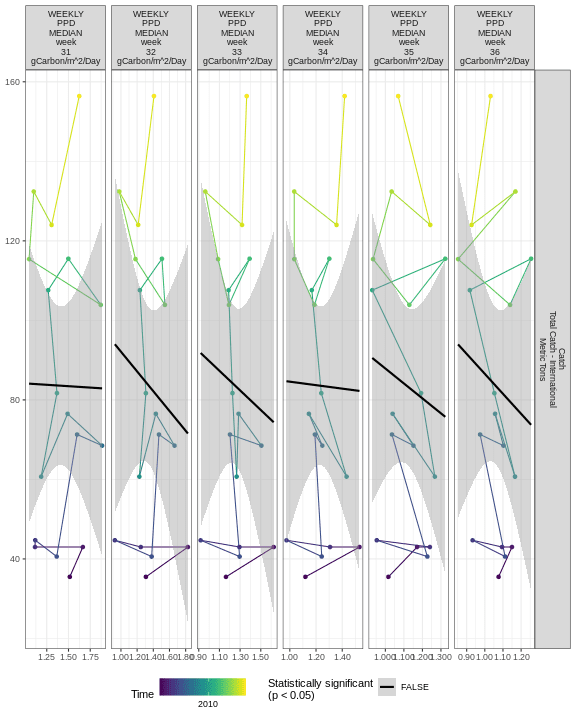 WEEKLY
PPD
MEDIAN
week
31
gCarbon/m^2/Day
WEEKLY
PPD
MEDIAN
week
32
gCarbon/m^2/Day
WEEKLY
PPD
MEDIAN
week
33
gCarbon/m^2/Day
WEEKLY
PPD
MEDIAN
week
34
gCarbon/m^2/Day
WEEKLY
PPD
MEDIAN
week
35
gCarbon/m^2/Day
WEEKLY
PPD
MEDIAN
week
36
gCarbon/m^2/Day
160
120
80
40
Catch
Total Catch - International
Metric Tons
1.25 1.50 1.75
1.00 1.20 1.40 1.60 1.80
0.90 1.10 1.30 1.50
1.00 1.20 1.40
1.000 1.100 1.200 1.300
0.90 1.00 1.10 1.20
Time
2010
Statistically significant
(p < 0.05)
FALSE